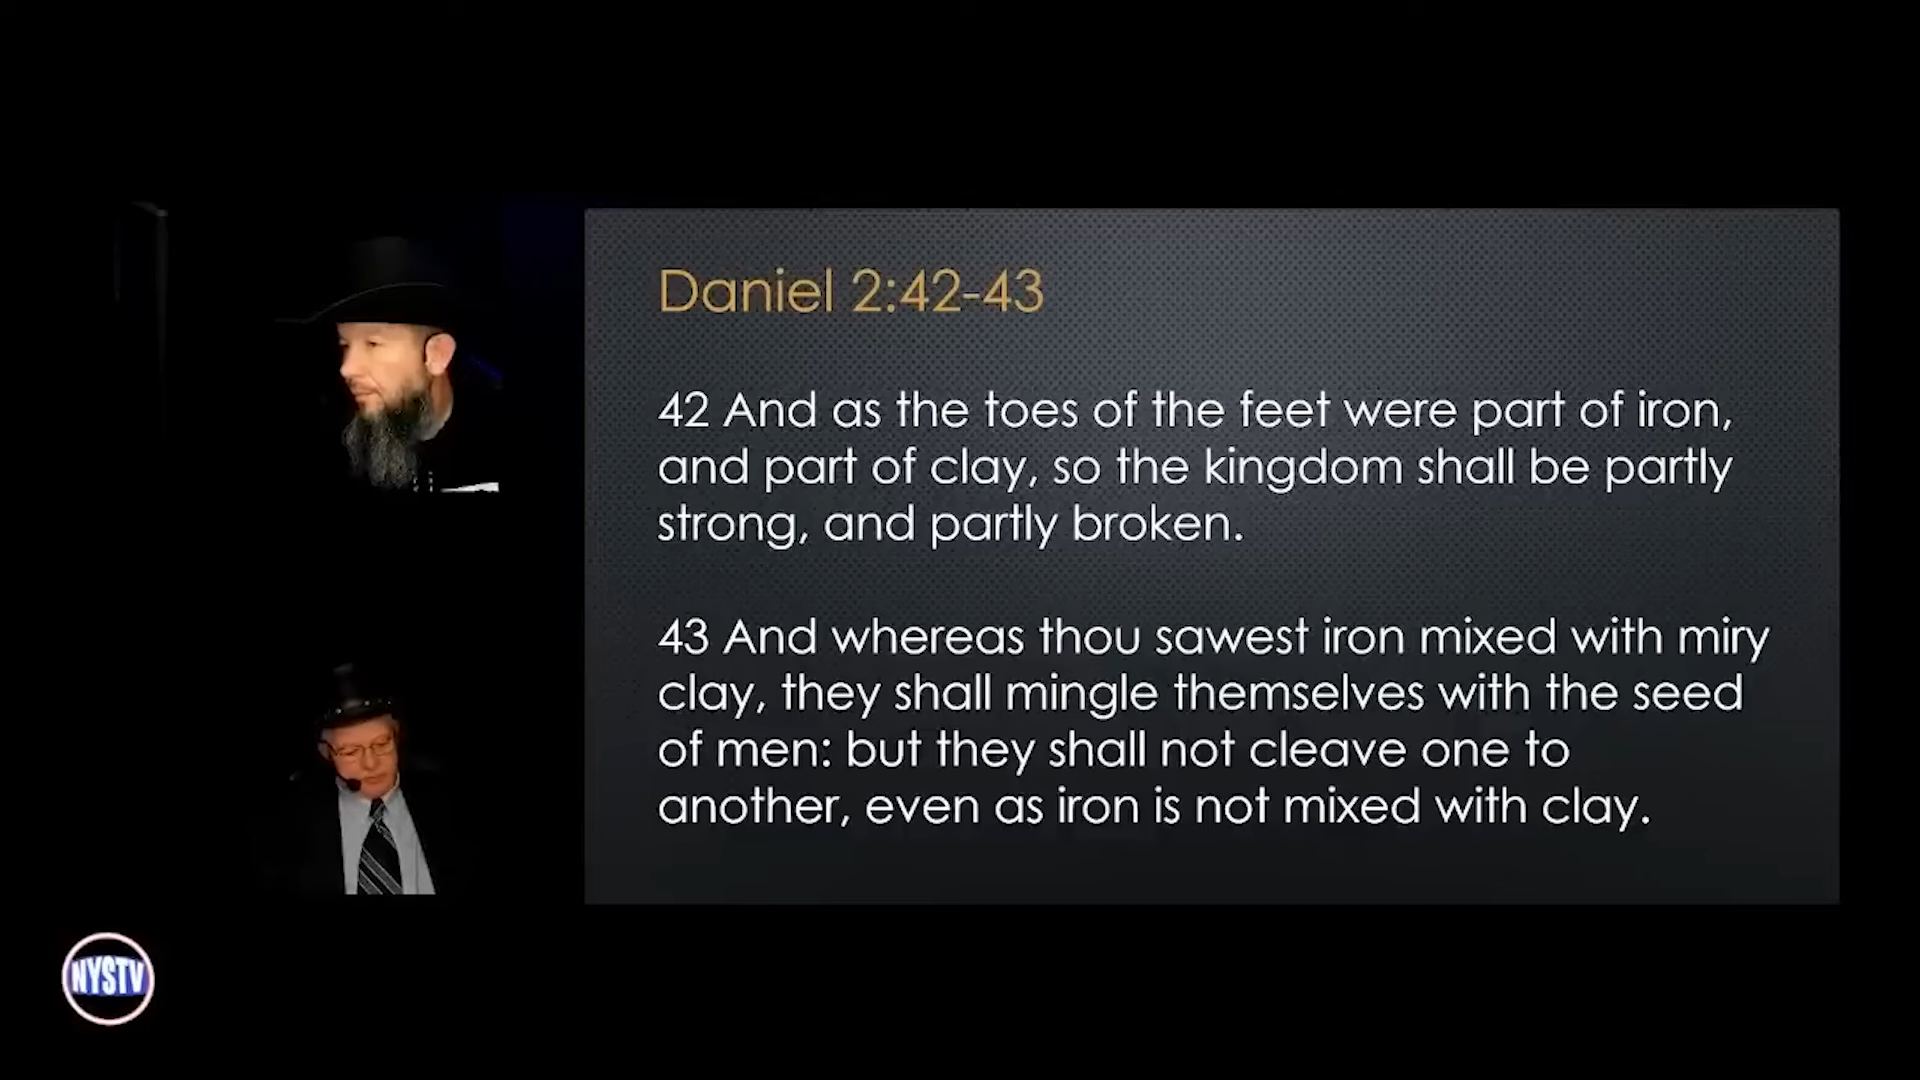 Daniel 2:42-43
42 And as the toes of the feet were part of iron,
and part of clay, so the kingdom shall be partly
strong, and partly broken.
43 And whereas thou sawest iron mixed with miry
clay, they shall mingle themselves with the seed
of men: but they shall not cleave one to
another, even as iron is not mixed with clay.
NYSTV